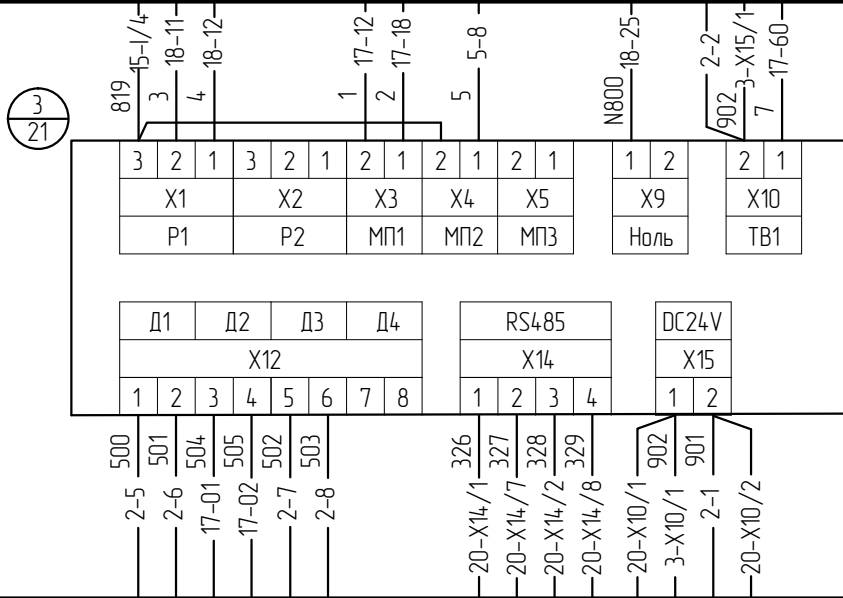 15-I/4 18-11 18-12 17-12 17-18 5-8 18-25 2-2 3-X15/1 17-60
819 3 4 1 2 5 N800 902 7
3
21
3 2 1 3 2 1 2 1 2 1 2 1 1 2 2 1
X1 X2 X3 X4 X5 X9 X10
P1 P2 МП1 МП2 МП3 Ноль ТВ1
Д1 Д2 Д3 Д4 RS485 DC24V
X12 X14 X15
1 2 3 4 5 6 7 8 1 2 3 4 1 2
500 501 504 505 502 503 326 327 328 329 902 901
2-5 2-6 17-01 17-02 2-7 2-8 20-X14/1 20-X14/7 20-X14/2 20-X14/8 20-X10/1 3-X10/1 2-1 20-X10/2